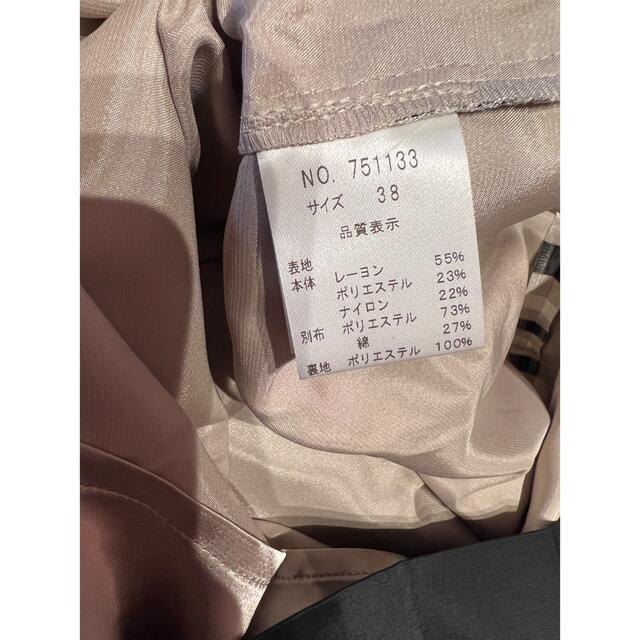 NO. 751133
サイズ 38
品質表示
表地 レーヨン 55%
本体 ポリエステル 23%
ナイロン 22%
別布 ポリエステル 73%
綿 27%
裏地 ポリエステル 100%